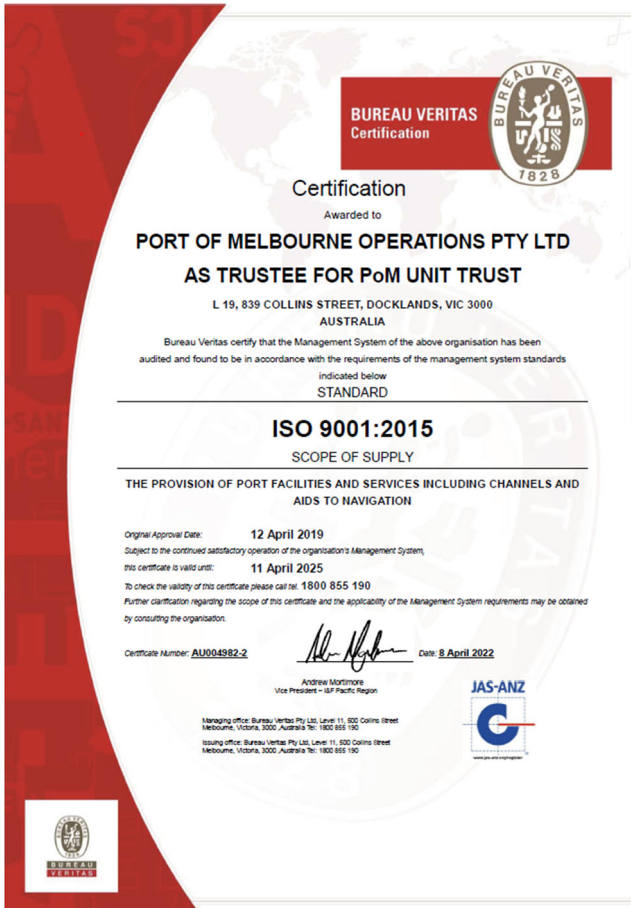 BUREAU VERITAS
Certification
BUREAU VERITAS
1828
Certification
Awarded to
PORT OF MELBOURNE OPERATIONS PTY LTD
AS TRUSTEE FOR PoM UNIT TRUST
L 19, 839 COLLINS STREET, DOCKLANDS, VIC 3000
AUSTRALIA
Bureau Veritas certify that the Management System of the above organisation has been
audited and found to be in accordance with the requirements of the management system standards
indicated below
STANDARD
ISO 9001:2015
SCOPE OF SUPPLY
THE PROVISION OF PORT FACILITIES AND SERVICES INCLUDING CHANNELS AND
AIDS TO NAVIGATION
Original Approval Date: 12 April 2019
Subject to the continued satisfactory operation of the organisation's Management System,
this certificate is valid until: 11 April 2025
To check the validity of this certificate please call tel. 1800 855 190
Further clarification regarding the scope of this certificate and the applicability of the Management System requirements may be obtained
by consulting the organisation.
Certificate Number: AU004982-2 Date: 8 April 2022
Andrew Mortimore
Vice President – I&F Pacific Region
JAS-ANZ
www.jas-anz.org/register
Managing office: Bureau Veritas Pty Ltd, Level 11, 500 Collins Street
Melbourne, Victoria, 3000 ,Australia Tel: 1800 855 190
Issuing office: Bureau Veritas Pty Ltd, Level 11, 500 Collins Street
Melbourne, Victoria, 3000 ,Australia Tel: 1800 855 190
BUREAU
VERITAS